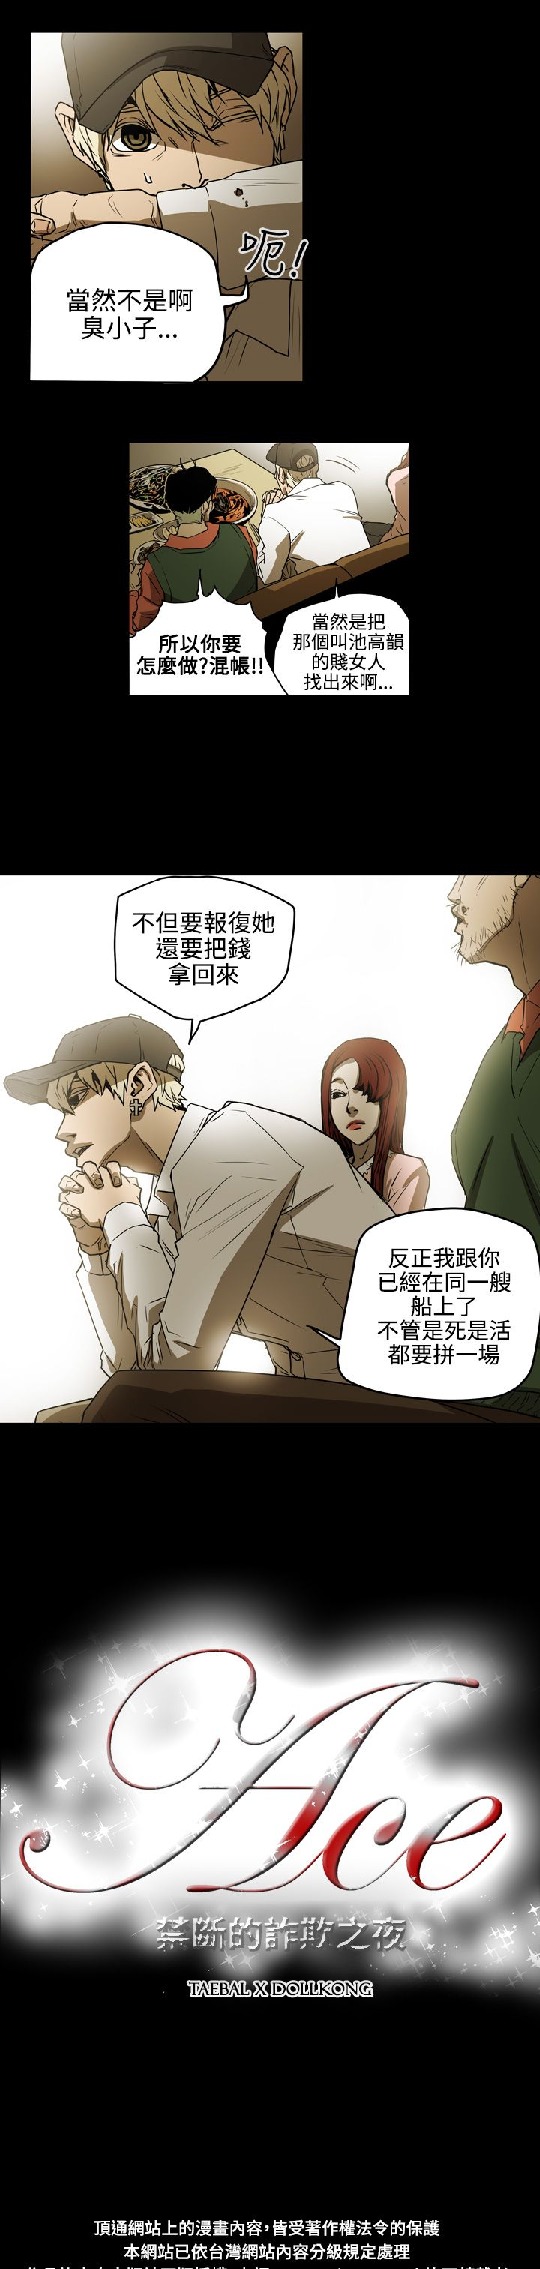 呃!
當然不是啊
臭小子...
所以你要
怎麼做?混帳!!
當然是把
那個叫池高韻
的賤女人
找出來啊...
不但要報復她
還要把錢
拿回來
反正我跟你
已經在同一艘
船上了
不管是死是活
都要拼一場
Ace
禁斷的詐欺之夜
TAEBAL X DOLLKONG
頂通網站上的漫畫內容,皆受著作權法令的保護
本網站已依台灣網站內容分級規定處理